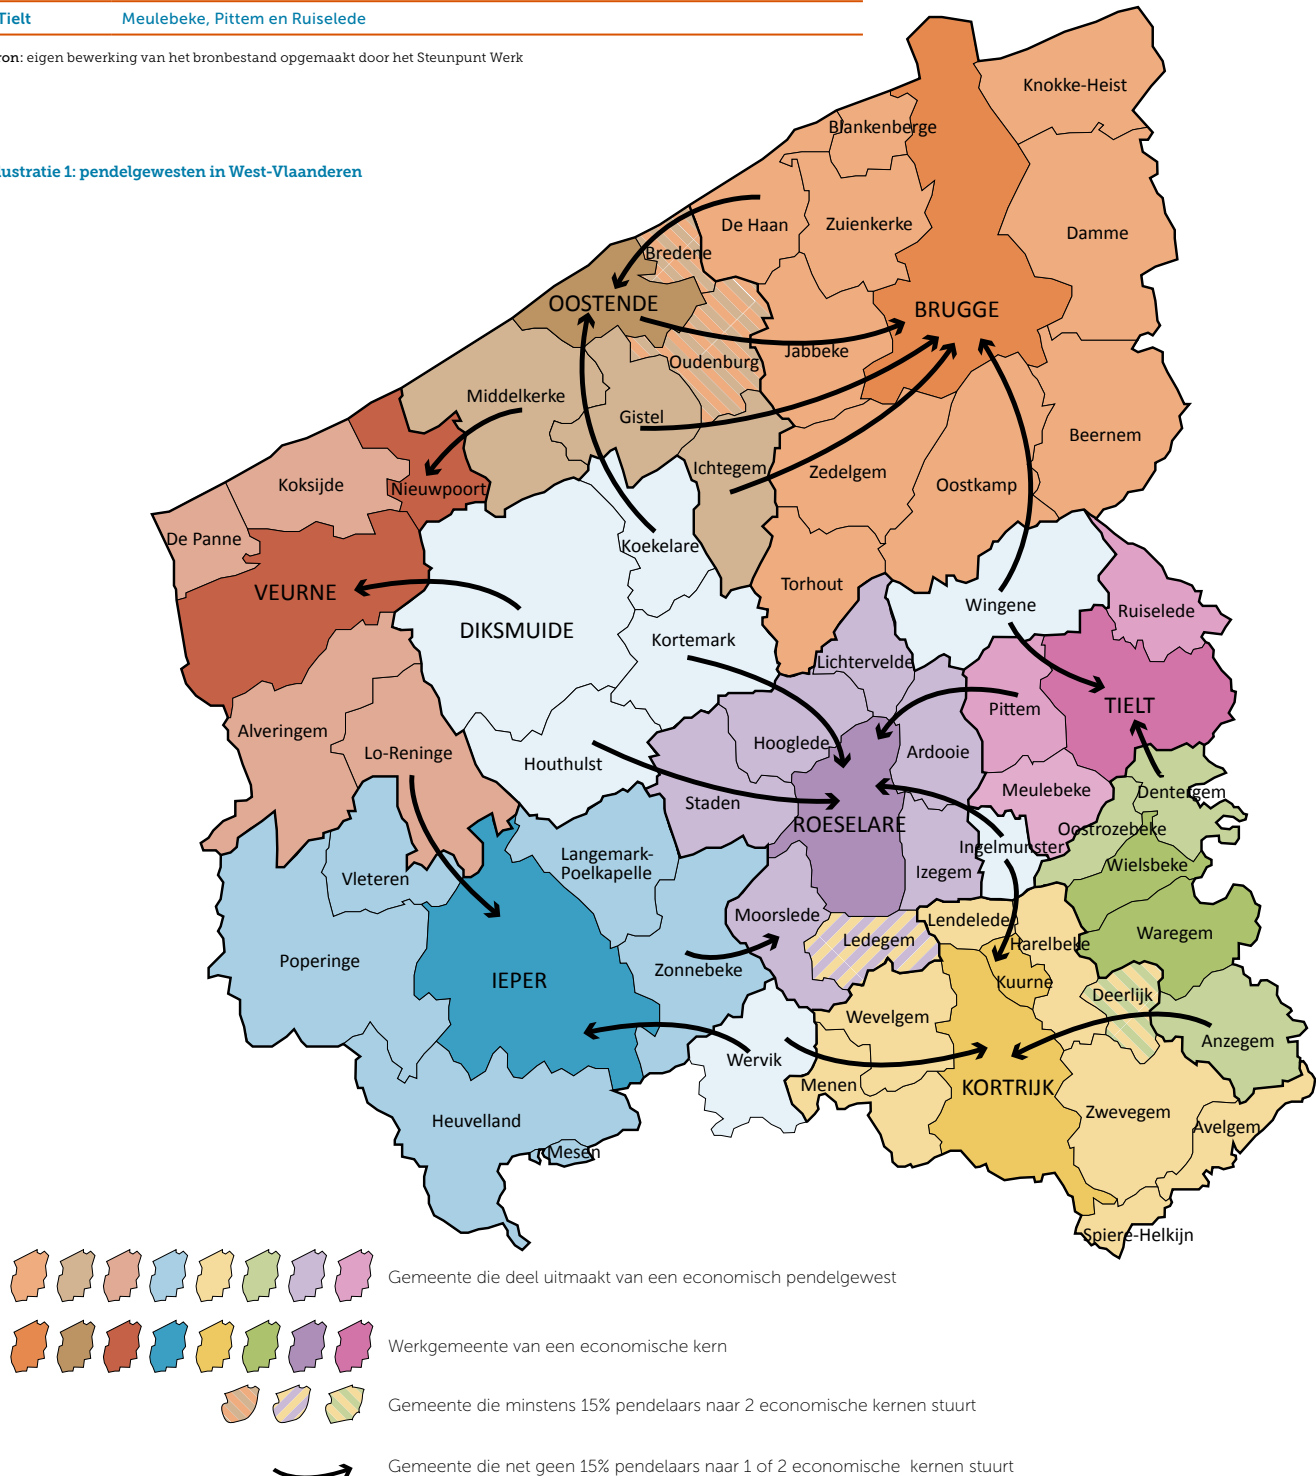 Tielt Meulebeke, Pittem en Ruiselede
ron: eigen bewerking van het bronbestand opgemaakt door het Steunpunt Werk
lustratie 1: pendelgewesten in West-Vlaanderen
Knokke-Heist
Blankenberge
De Haan
Zuienkerke
Damme
Bredene
OOSTENDE
BRUGGE
Jabbeke
Oudenburg
Middelkerke
Gistel
Beernem
Ichtegem
Zedelgem
Oostkamp
Koksijde
Nieuwpoort
De Panne
Koekelare
VEURNE
Torhout
Wingene
Ruiselede
DIKSMUIDE
Kortemark
Lichtervelde
Pittem
TIELT
Alveringem
Lo-Reninge
Hooglede
Ardooie
Houthulst
Staden
Meulebeke
Dentergem
ROESELARE
Oostrozebeke
Ingelmunster
Langemark-
Poelkapelle
Wielsbeke
Vleteren
Izegem
Moorslede
Lendelede
Ledegem
Harelbeke
Waregem
Poperinge
IEPER
Zonnebeke
Kuurne
Deerlijk
Wevelgem
Anzegem
Wervik
Menen
KORTRIJK
Zwevegem
Heuvelland
Avelgem
Mesen
Spiere-Helkijn
Gemeente die deel uitmaakt van een economisch pendelgewest
Werkgemeente van een economische kern
Gemeente die minstens 15% pendelaars naar 2 economische kernen stuurt
Gemeente die net geen 15% pendelaars naar 1 of 2 economische kernen stuurt